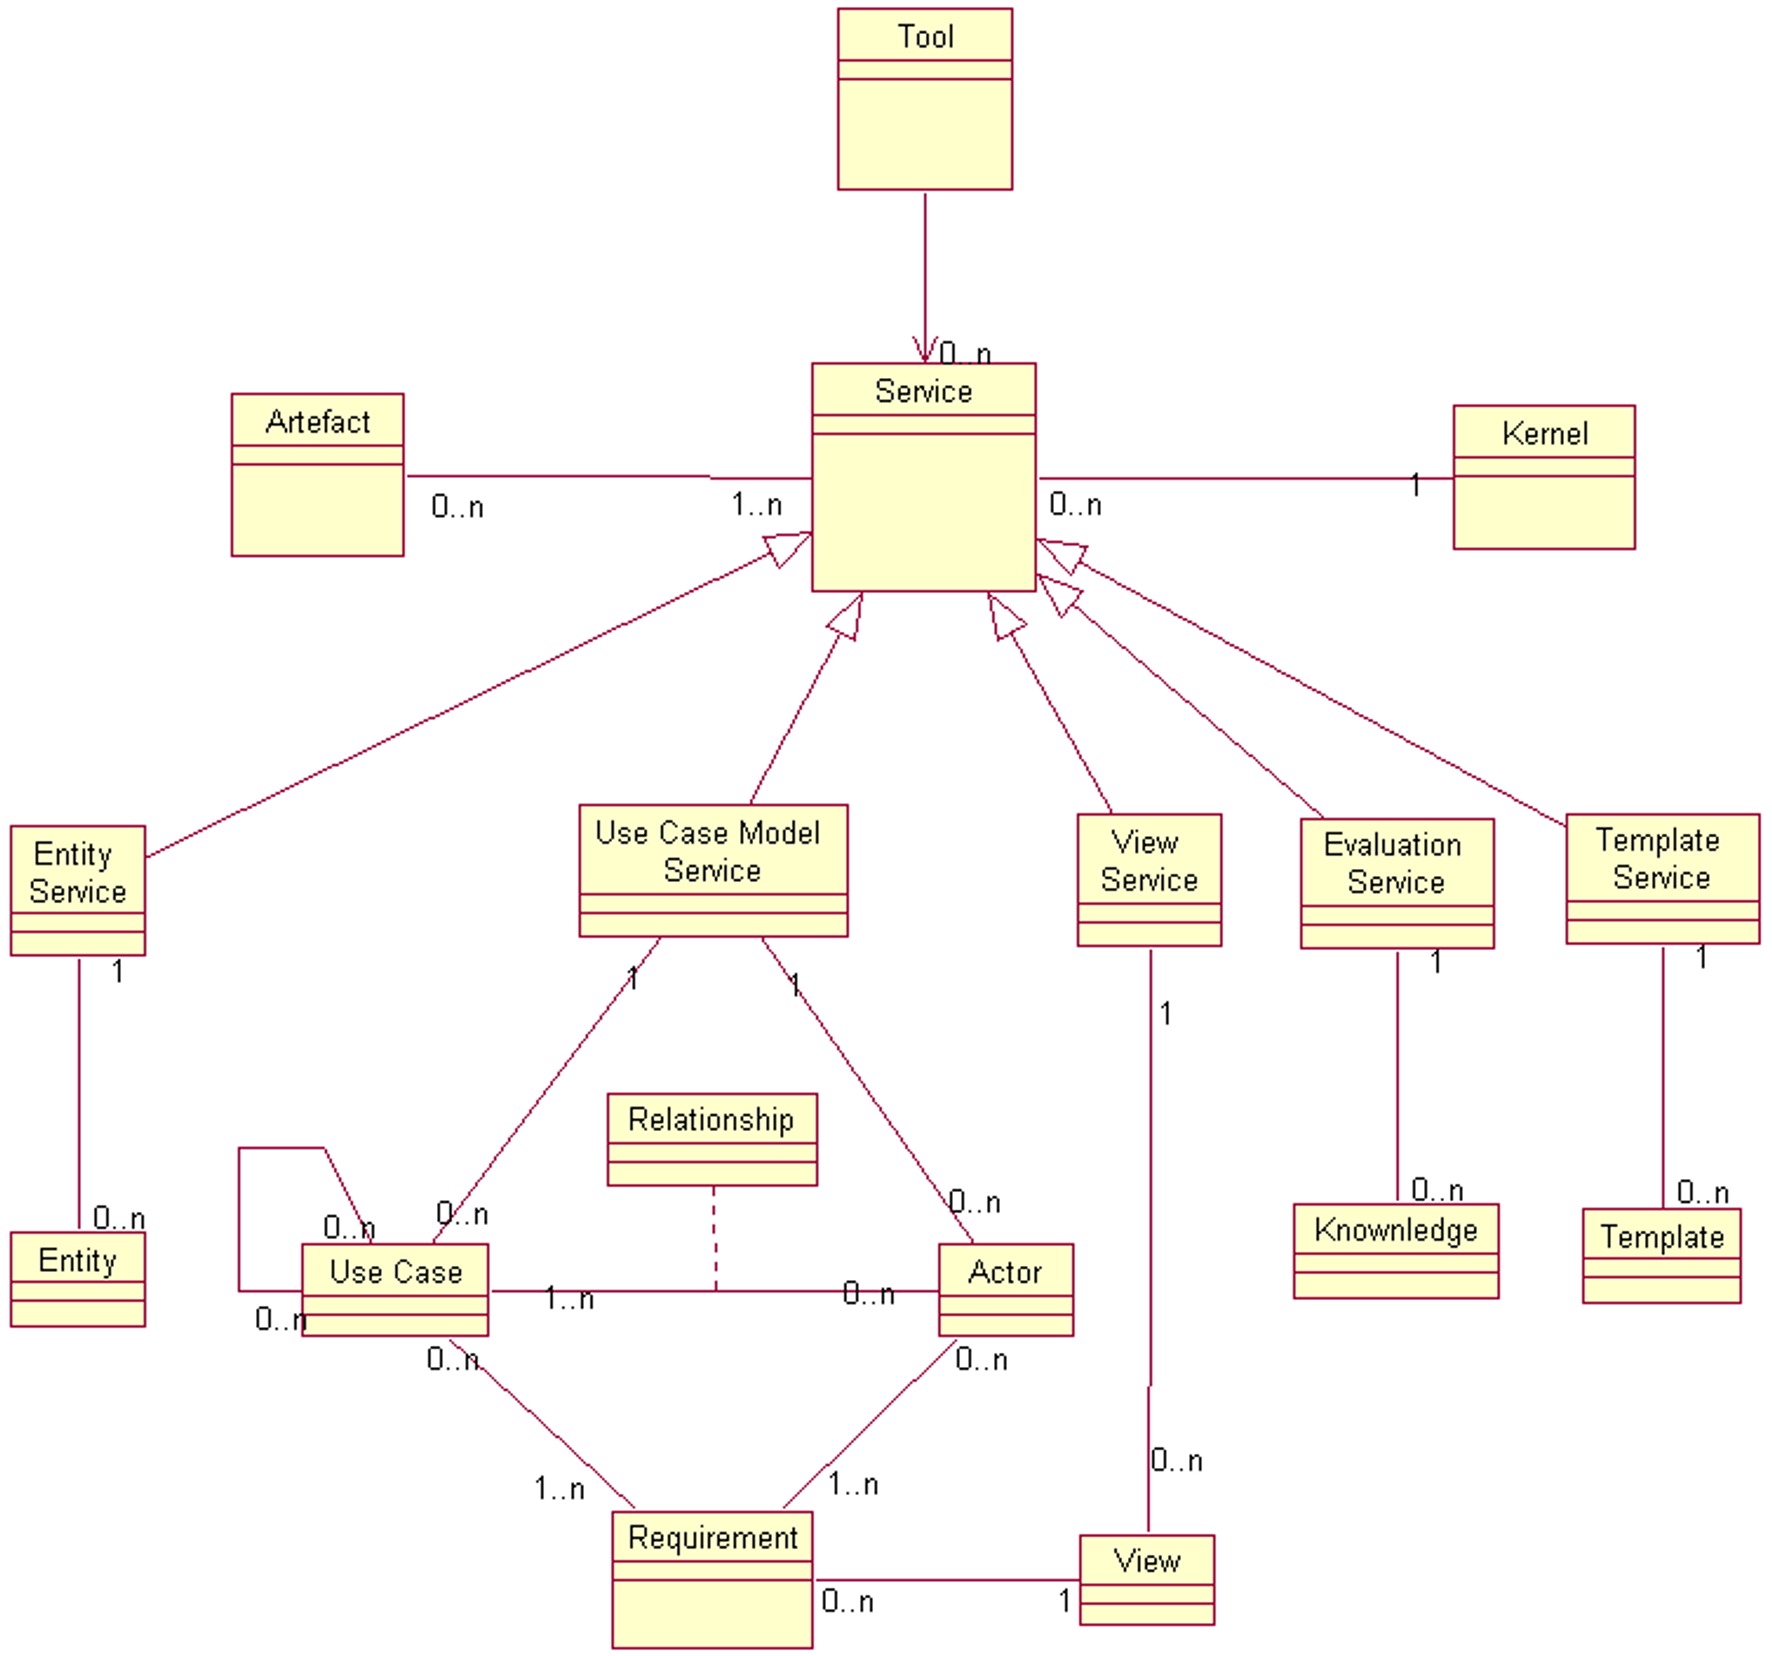 Tool
0..n
Service
Artefact
Kernel
0..n
1..n
0..n
1
Entity
Service
Use Case Model
Service
View
Service
Evaluation
Service
Template
Service
1
1
1
1
1
1
Relationship
0..n
0..n
0..n
0..n
0..n
0..n
Entity
Use Case
Actor
Knownledge
Template
0..n
1..n
0..n
0..n
0..n
1..n
1..n
0..n
Requirement
View
0..n
1